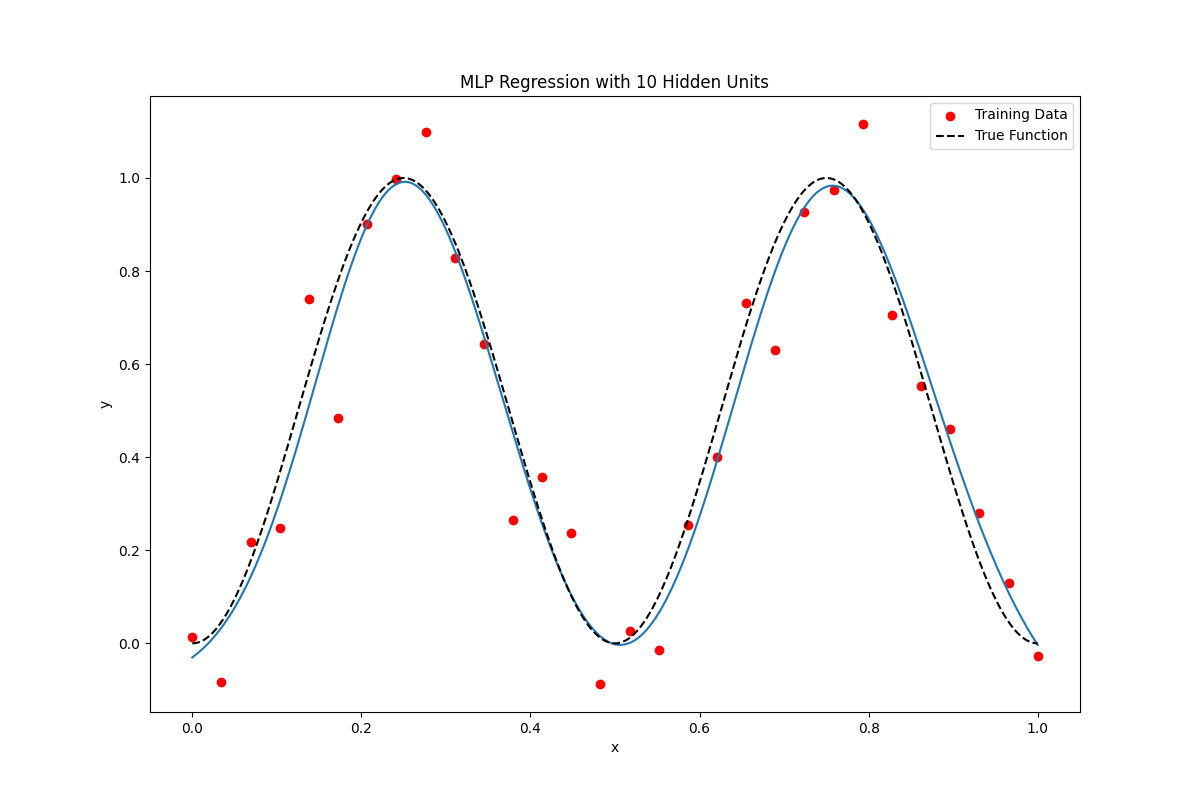 MLP Regression with 10 Hidden Units
Training Data
True Function
1.0
0.8
0.6
0.4
0.2
0.0
y
0.0 0.2 0.4 0.6 0.8 1.0
x